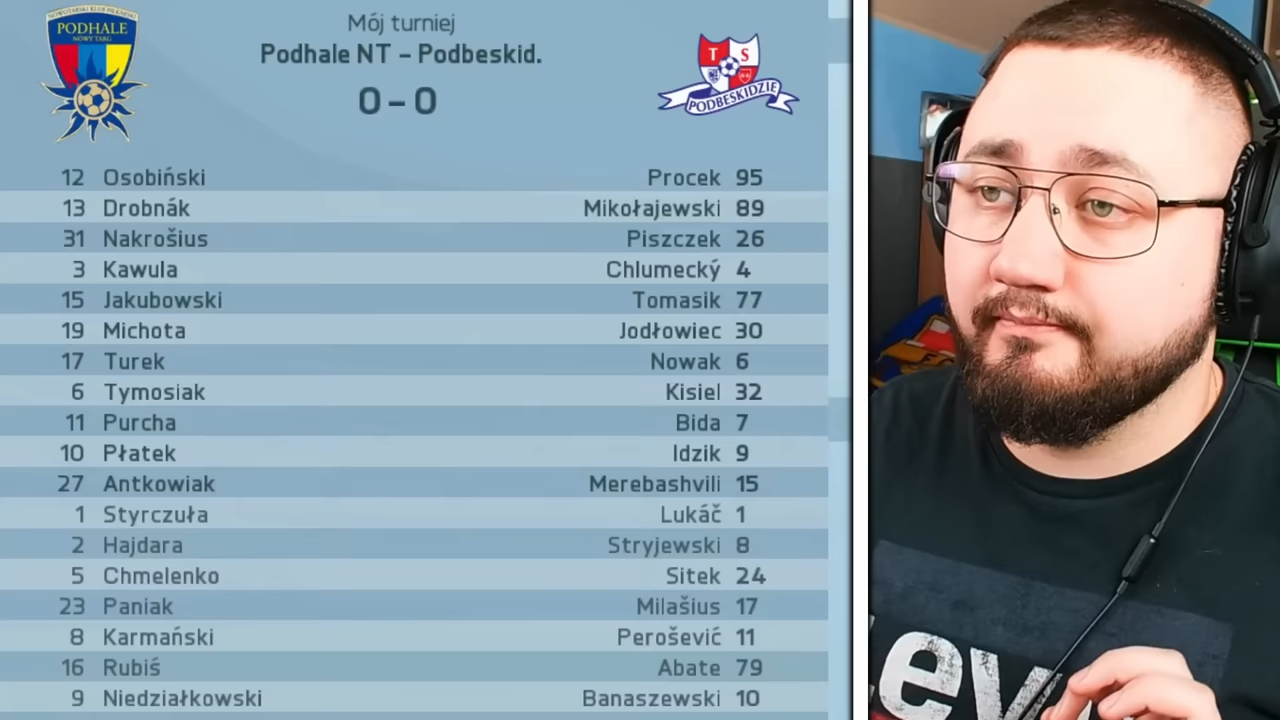 NOWOTARSKI KLUB PIŁKARSKI
PODHALE
NOWY TARG
Mój turniej
Podhale NT – Podbeskid.
0 – 0
T S
PODBESKIDZIE
12 Osobiński Procek 95
13 Drobnák Mikołajewski 89
31 Nakrošius Piszczek 26
3 Kawula Chlumecký 4
15 Jakubowski Tomasik 77
19 Michota Jodłowiec 30
17 Turek Nowak 6
6 Tymosiak Kisiel 32
11 Purcha Bida 7
10 Płatek Idzik 9
27 Antkowiak Merebashvili 15
1 Styrczuła Lukáč 1
2 Hajdara Stryjewski 8
5 Chmelenko Sitek 24
23 Paniak Milašius 17
8 Karmański Perošević 11
16 Rubiś Abate 79
9 Niedziałkowski Banaszewski 10